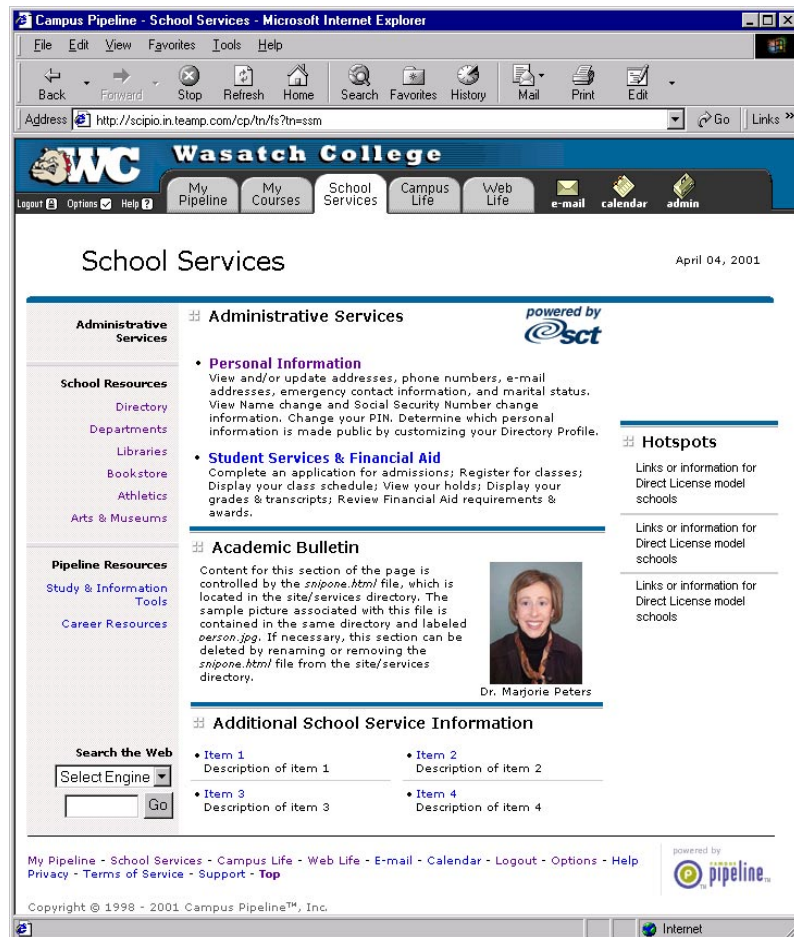 Campus Pipeline - School Services - Microsoft Internet Explorer
File Edit View Favorites Tools Help
Back Forward Stop Refresh Home Search Favorites History Mail Print Edit
Address http://scipio.in.teamp.com/cp/tn/fs?tn=ssm Go Links »
WC Wasatch College
Logout Options Help ?
My Pipeline
My Courses
School Services
Campus Life
Web Life
e-mail calendar admin
School Services
April 04, 2001
Administrative
Services
School Resources
Directory
Departments
Libraries
Bookstore
Athletics
Arts & Museums
Pipeline Resources
Study & Information
Tools
Career Resources
Search the Web
Select Engine
Go
Administrative Services
powered by
sct
• Personal Information
View and/or update addresses, phone numbers, e-mail
addresses, emergency contact information, and marital status.
View Name change and Social Security Number change
information. Change your PIN. Determine which personal
information is made public by customizing your Directory Profile.
• Student Services & Financial Aid
Complete an application for admissions; Register for classes;
Display your class schedule; View your holds; Display your
grades & transcripts; Review Financial Aid requirements &
awards.
Academic Bulletin
Content for this section of the page is
controlled by the snipone.html file, which is
located in the site/services directory. The
sample picture associated with this file is
contained in the same directory and labeled
person.jpg. If necessary, this section can be
deleted by renaming or removing the
snipone.html file from the site/services
directory.
Dr. Marjorie Peters
Additional School Service Information
• Item 1
Description of item 1
• Item 2
Description of item 2
• Item 3
Description of item 3
• Item 4
Description of item 4
Hotspots
Links or information for
Direct License model
schools
Links or information for
Direct License model
schools
Links or information for
Direct License model
schools
My Pipeline - School Services - Campus Life - Web Life - E-mail - Calendar - Logout - Options - Help
Privacy - Terms of Service - Support - Top
powered by
campus
pipeline™
Copyright © 1998 - 2001 Campus Pipeline™, Inc.
Internet